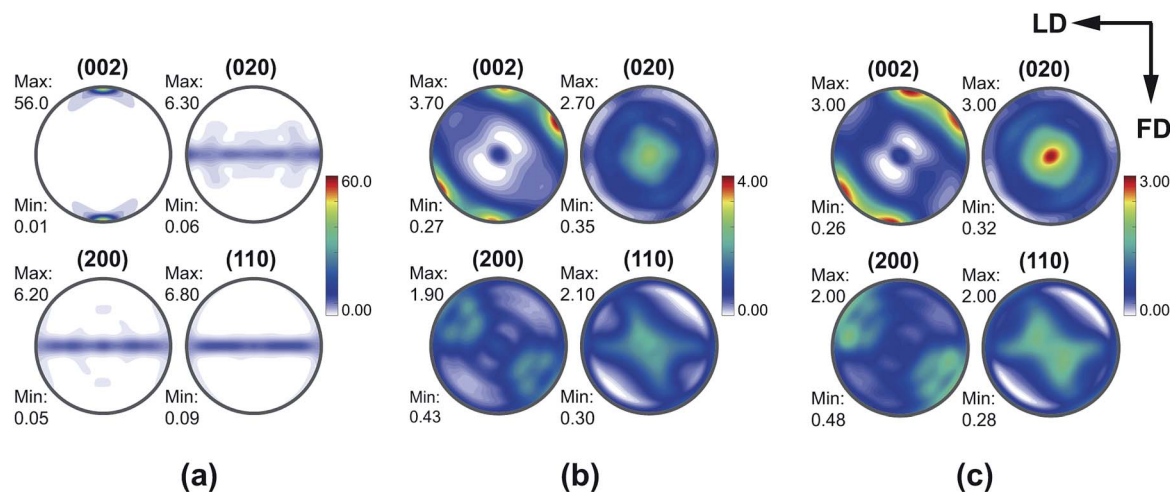 LD
FD
Max:
56.0
(002)
Min:
0.01
Max:
6.30
(020)
Min:
0.06
Max:
6.20
(200)
Min:
0.05
Max:
6.80
(110)
Min:
0.09
60.0
0.00
(a)
Max:
3.70
(002)
Min:
0.27
Max:
2.70
(020)
Min:
0.35
Max:
1.90
(200)
Min:
0.43
Max:
2.10
(110)
Min:
0.30
4.00
0.00
(b)
Max:
3.00
(002)
Min:
0.26
Max:
3.00
(020)
Min:
0.32
Max:
2.00
(200)
Min:
0.48
Max:
2.00
(110)
Min:
0.28
3.00
0.00
(c)